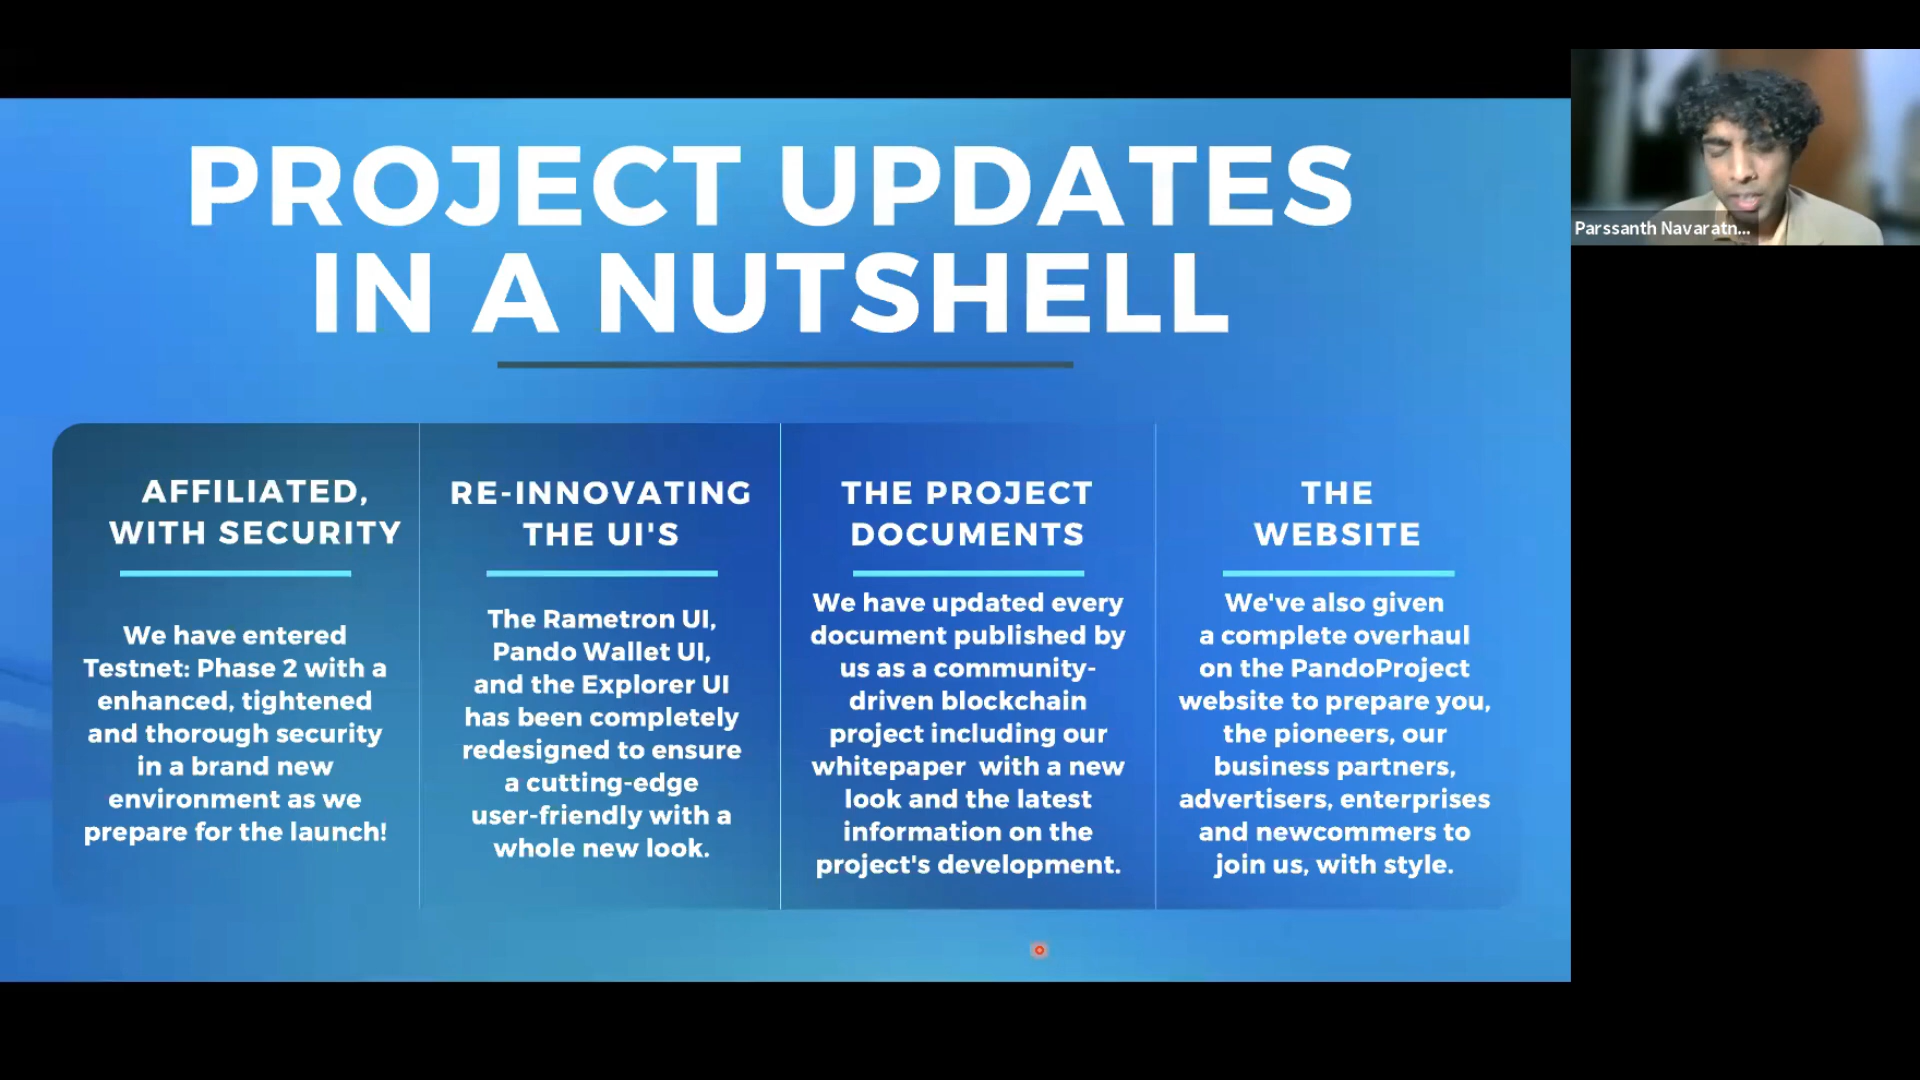 PROJECT UPDATES
IN A NUTSHELL
AFFILIATED,
WITH SECURITY
We have entered
Testnet: Phase 2 with a
enhanced, tightened
and thorough security
in a brand new
environment as we
prepare for the launch!
RE-INNOVATING
THE UI'S
The Rametron UI,
Pando Wallet UI,
and the Explorer UI
has been completely
redesigned to ensure
a cutting-edge
user-friendly with a
whole new look.
THE PROJECT
DOCUMENTS
We have updated every
document published by
us as a community-
driven blockchain
project including our
whitepaper with a new
look and the latest
information on the
project's development.
THE
WEBSITE
We've also given
a complete overhaul
on the PandoProject
website to prepare you,
the pioneers, our
business partners,
advertisers, enterprises
and newcommers to
join us, with style.
Parssanth Navaratn...